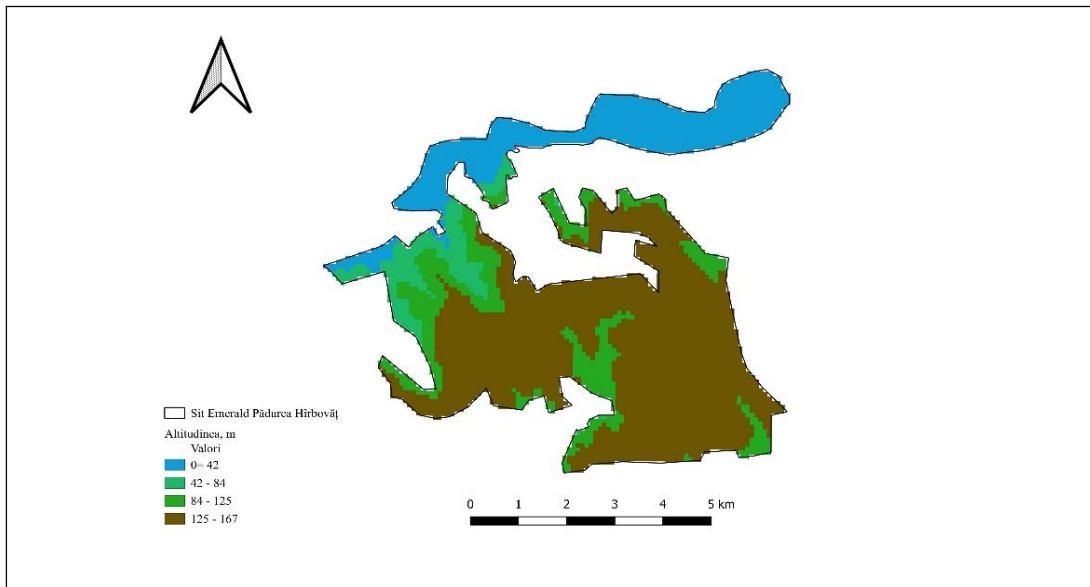 Sit Emerald Pădurea Hîrbovăț
Altitudinea, m
Valori
0= 42
42 - 84
84 - 125
125 - 167
0 1 2 3 4 5 km